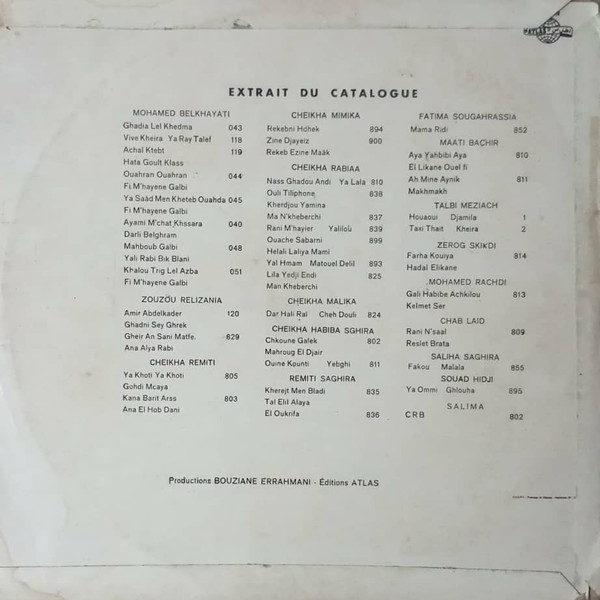 ATLAS
EXTRAIT DU CATALOGUE
MOHAMED BELKHAYATI
Ghadia Lel Khedma 043
Vive Kheira Ya Ray Talef 118
Achal Ktebt 119
Hata Goult Klass
Ouahran Ouahran 044
Fi M'hayene Galbi
Ya Saâd Men Kheteb Ouahda 045
Fi M'hayene Galbi
Ayami M'chat Khssara 040
Darli Belghram
Mahboub Galbi 048
Yali Rabi Bik Blani
Khalou Trig Lel Azba 051
Fi M'hayene Galbi
ZOUZOU RELIZANIA
Amir Abdelkader 120
Ghadni Sey Ghrek
Gheir An Sani Matfe. 829
Ana Alya Rabi
CHEIKHA REMITI
Ya Khoti Ya Khoti 805
Gohdi Mcaya
Kana Barit Arss 803
Ana El Hob Dani
CHEIKHA MIMIKA
Rekebni Hdhek 894
Zine Djayeiz 900
Rekeb Ezine Maâk
CHEIKHA RABIAA
Nass Ghadou Andi Ya Lala 810
Ouli Tiliphone 838
Kherdjou Yamina
Ma N'kheberchi 837
Rani M'hayier Yalilou 839
Ouache Sabarni 899
Helali Laliya Mami
Yal Hmam Matouel Delil 893
Lila Yedji Endi 825
Man Kheberchi
CHEIKHA MALIKA
Dar Hali Rai Cheh Douli 824
CHEIKHA HABIBA SGHIRA
Chkoune Galek 802
Mahroug El Djair
Ouine Kounti Yebghi 811
REMITI SAGHIRA
Kherejt Men Bladi 835
Tal Elil Alaya
El Oukrifa 836
FATIMA SOUGAHRASSIA
Mama Ridi 852
MAATI BACHIR
Aya Yahbibi Aya 810
El Likane Ouel fi
Ah Mine Aynik 811
Makhmakh
TALBI MEZIACH
Houaoui Djamila 1
Taxi Thait Kheira 2
ZEROG SKIKDI
Farha Kouiya 814
Hadal Elikane
MOHAMED RACHDI
Gali Habibe Achkilou 813
Kelmet Ser
CHAB LAID
Rani N'saal 809
Reslet Brata
SALIHA SAGHIRA
Fakou Malala 655
SOUAD HIDJI
Ya Ommi Ghlouha 895
SALIMA
CRB 802
Productions BOUZIANE ERRAHMANI - Éditions ATLAS